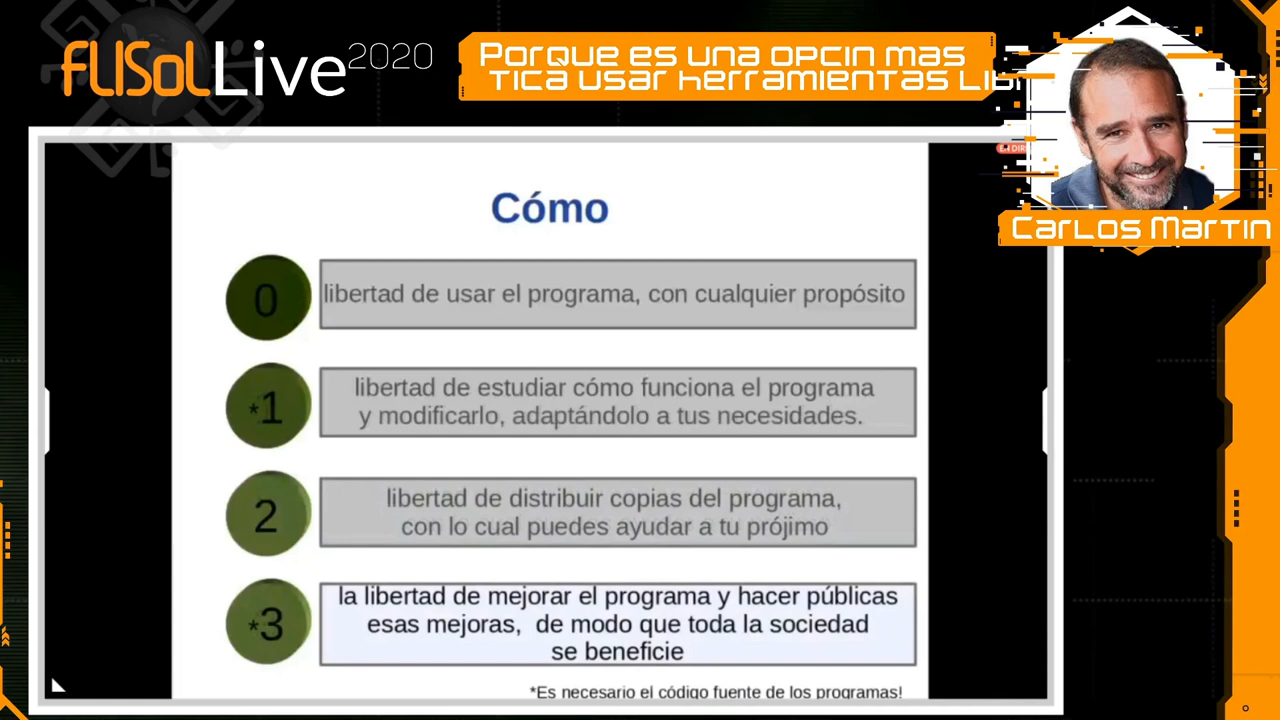 FLISoL Live 2020
Porque es una opcin mas
tica usar herramientas
Carlos Martin
Cómo
0
libertad de usar el programa, con cualquier propósito
*1
libertad de estudiar cómo funciona el programa
y modificarlo, adaptándolo a tus necesidades.
2
libertad de distribuir copias del programa,
con lo cual puedes ayudar a tu prójimo
*3
la libertad de mejorar el programa y hacer públicas
esas mejoras, de modo que toda la sociedad
se beneficie
*Es necesario el código fuente de los programas!